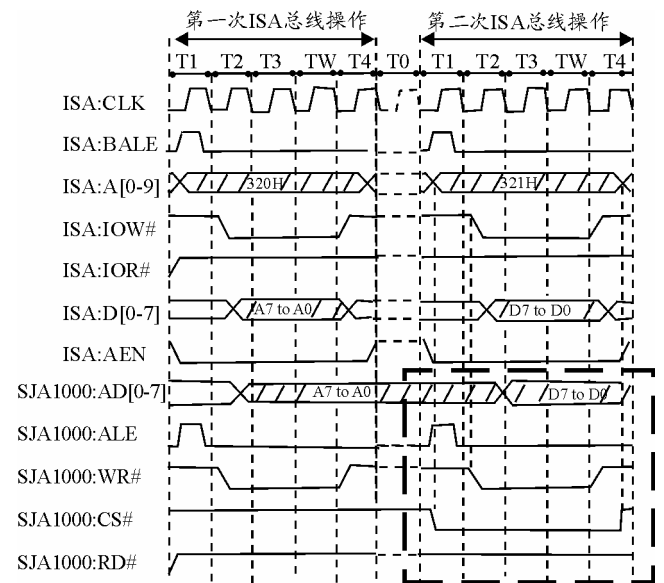 第一次ISA总线操作 第二次ISA总线操作
T1 T2 T3 TW T4 T0 T1 T2 T3 TW T4
ISA:CLK
ISA:BALE
ISA:A[0-9] 320H 321H
ISA:IOW#
ISA:IOR#
ISA:D[0-7] A7 to A0 D7 to D0
ISA:AEN
SJA1000:AD[0-7] A7 to A0 D7 to D0
SJA1000:ALE
SJA1000:WR#
SJA1000:CS#
SJA1000:RD#